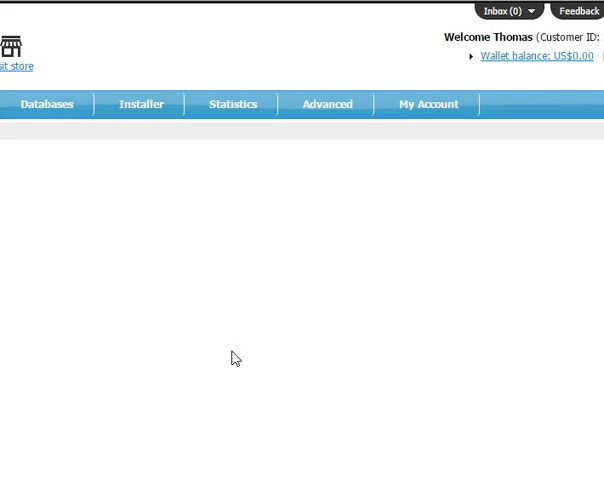 Inbox (0) Feedback
Welcome Thomas (Customer ID:
Wallet balance: US$0.00
sit store
Databases Installer Statistics Advanced My Account